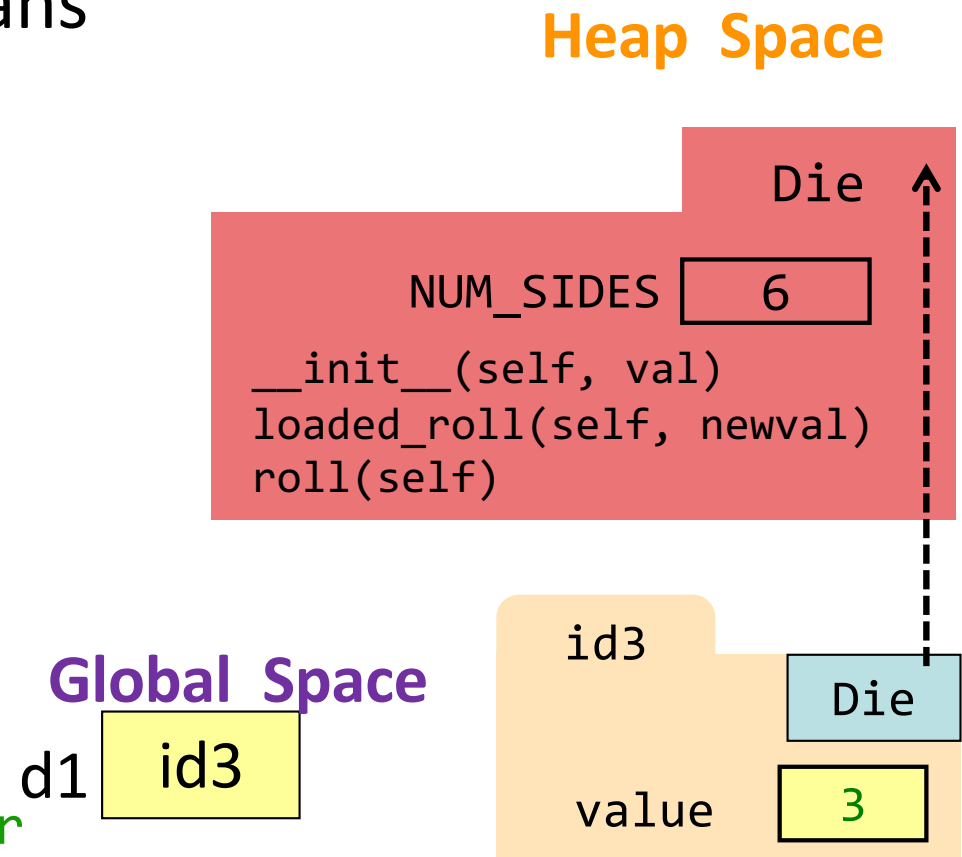 Heap Space
Die
NUM_SIDES 6
__init__(self, val)
loaded_roll(self, newval)
roll(self)
id3
Global Space
Die
d1 id3
value 3